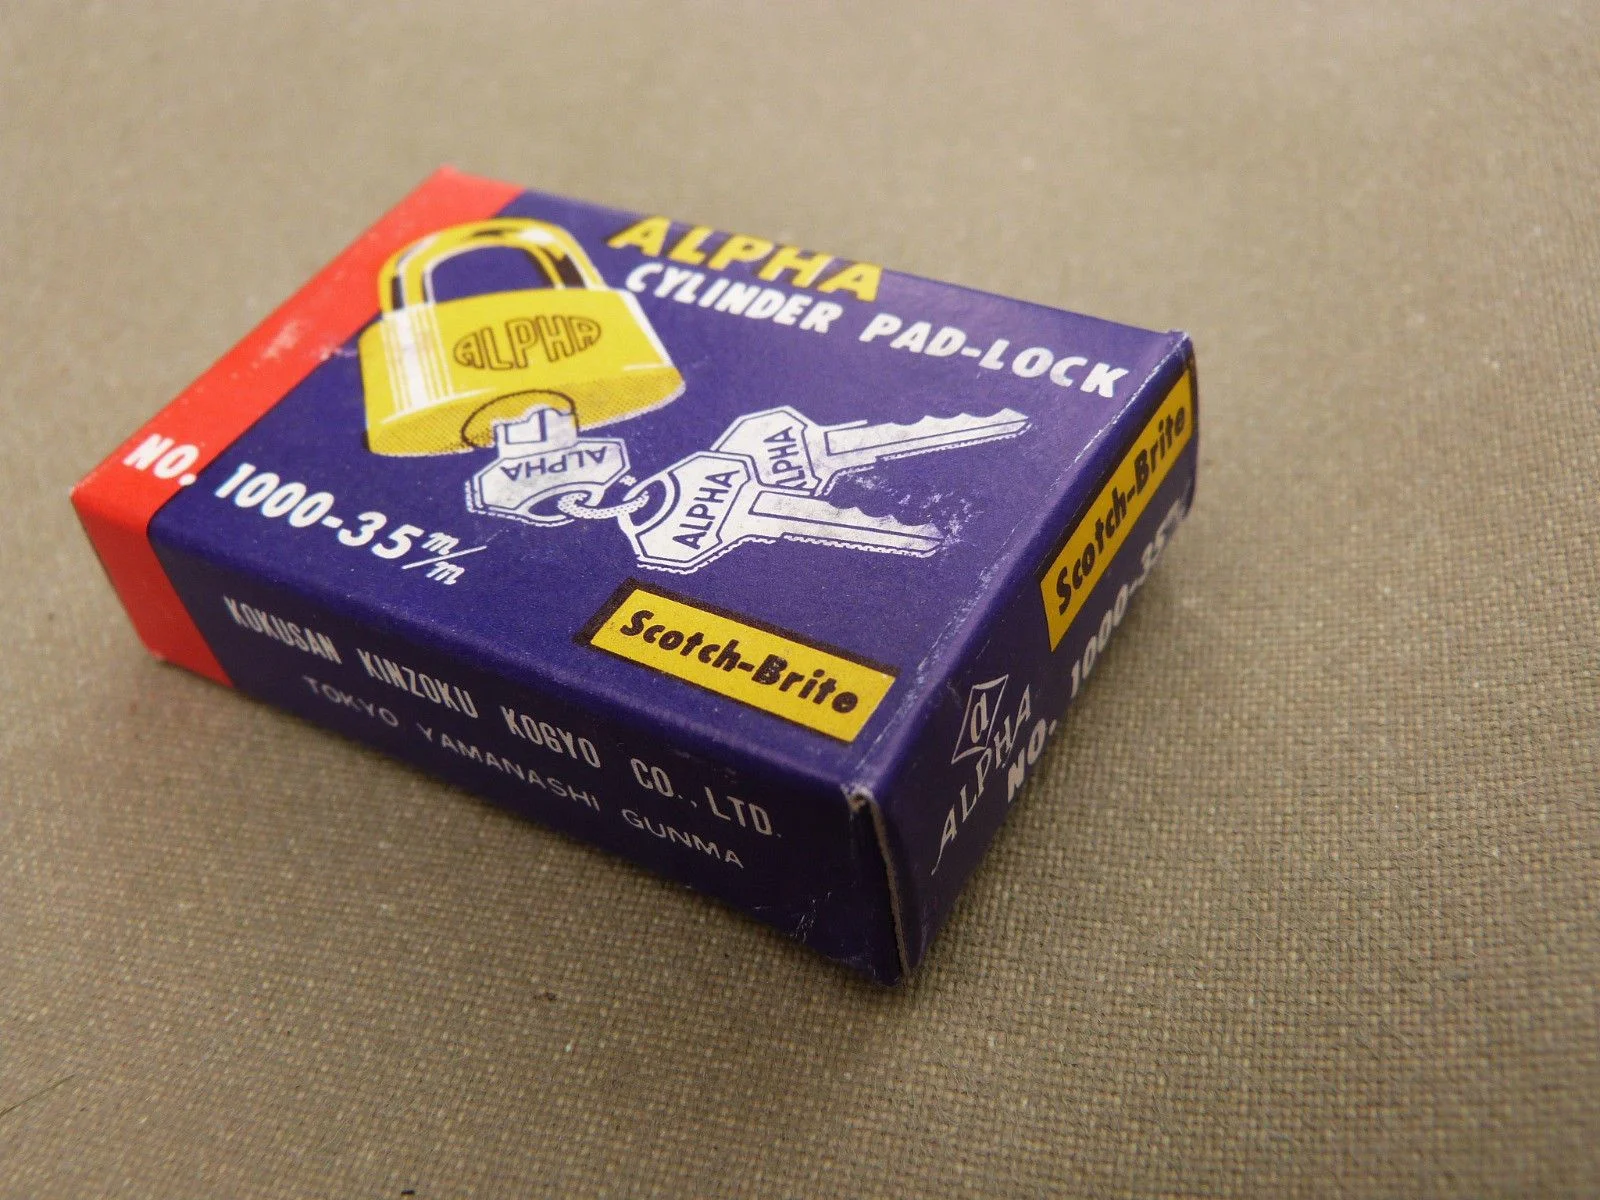 ALPHA
CYLINDER PAD-LOCK
ALPHA
ALPHA
ALPHA
ALPHA
NO. 1000-35 m/m
Scotch-Brite
KOKUSAN KINZOKU KOGYO CO., LTD.
TOKYO YAMANASHI GUNMA
Scotch-Brite
ALPHA
NO. 1000-35